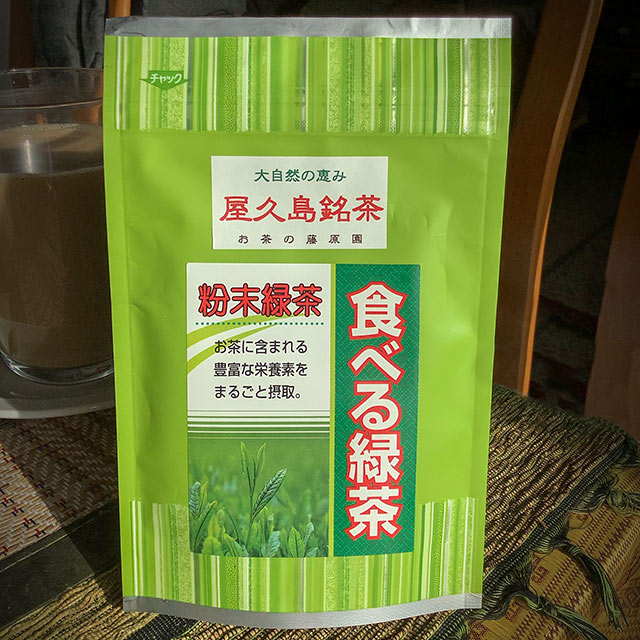 チャック
大自然の恵み
屋久島銘茶
お茶の藤原園
粉末緑茶
お茶に含まれる
豊富な栄養素を
まるごと摂取。
食べる緑茶